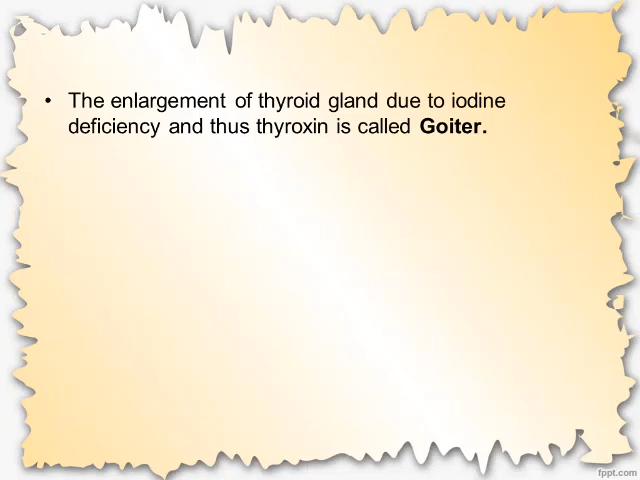 • The enlargement of thyroid gland due to iodine
deficiency and thus thyroxin is called Goiter.
fppt.com